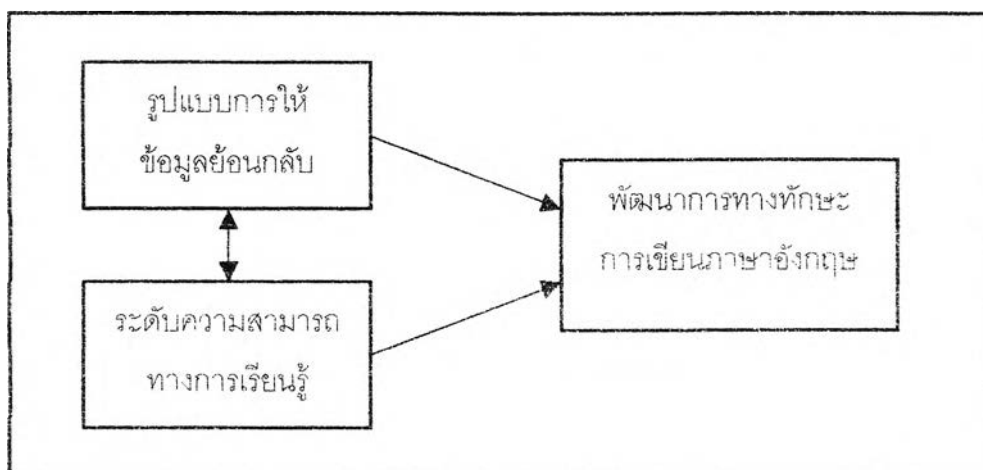 รูปแบบการให้
ข้อมูลย้อนกลับ
ระดับความสามารถ
ทางการเรียนรู้
พัฒนาการทางทักษะ
การเขียนภาษาอังกฤษ